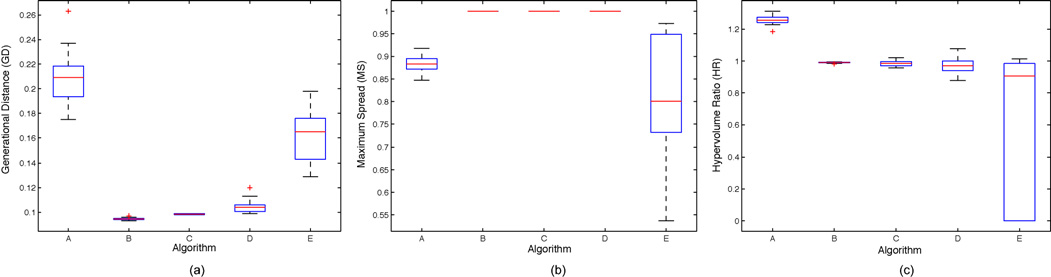 Generational Distance (GD)
0.26
0.24
0.22
0.2
0.18
0.16
0.14
0.12
0.1
A B C D E
Algorithm
(a)
Maximum Spread (MS)
1
0.95
0.9
0.85
0.8
0.75
0.7
0.65
0.6
0.55
A B C D E
Algorithm
(b)
Hypervolume Ratio (HR)
1.2
1
0.8
0.6
0.4
0.2
0
A B C D E
Algorithm
(c)